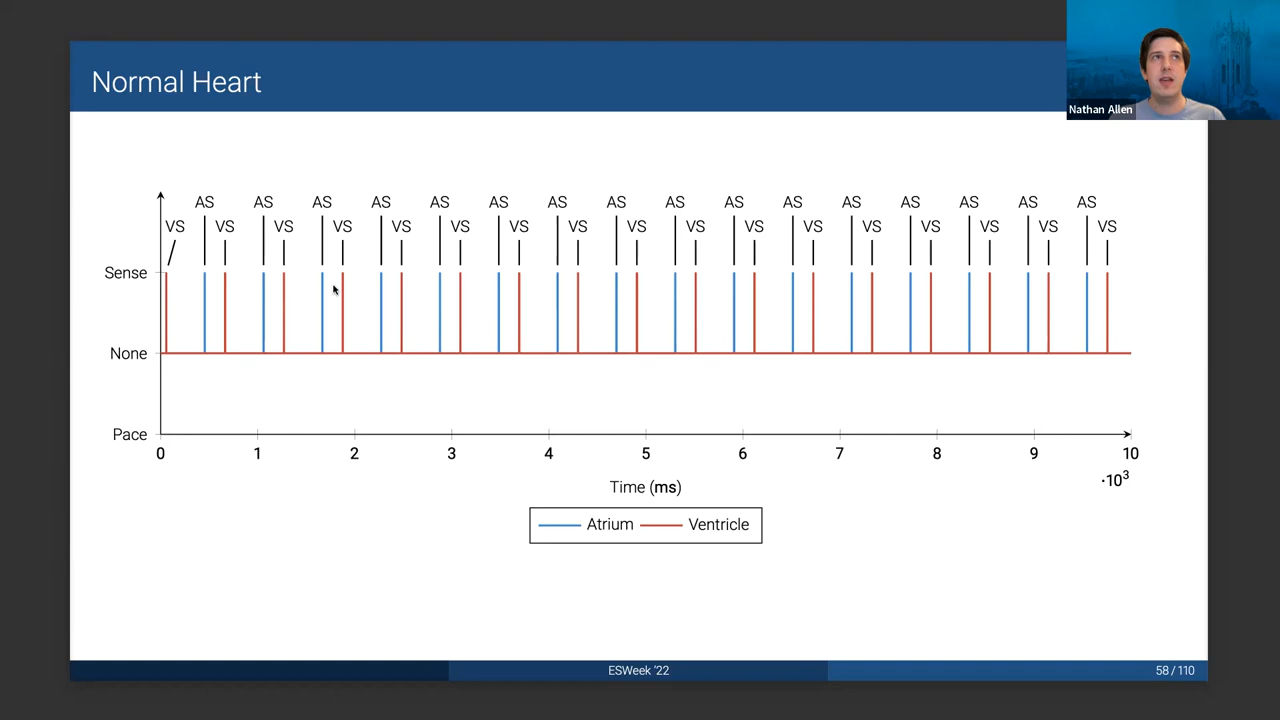 Normal Heart
Nathan Allen
AS AS AS AS AS AS AS AS AS AS AS AS AS AS AS AS
VS VS VS VS VS VS VS VS VS VS VS VS VS VS VS VS VS
Sense
None
Pace
0 1 2 3 4 5 6 7 8 9 10
·10³
Time (ms)
Atrium Ventricle
ESWeek '22
58 / 110